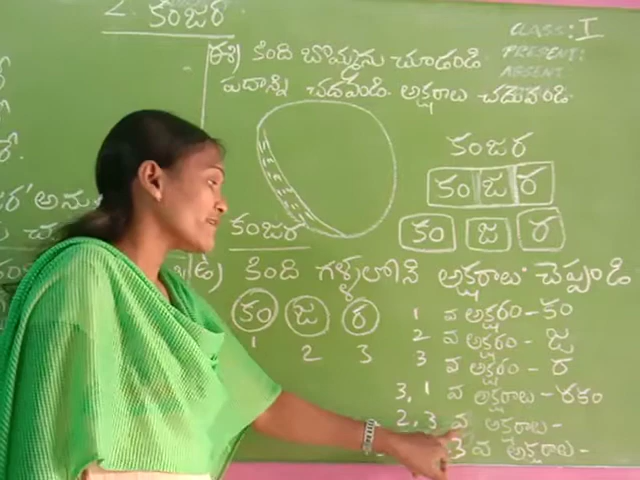 2. కంజర
CLASS: I
PRESENT:
ABSENT
(ఈ) కింది బొమ్మను చూడండి.
పదాన్ని చదవండి. అక్షరాలు చదువండి
కంజర
కం జ ర
కం జ ర
కంజర
కింది గళ్ళలోని అక్షరాలు చెప్పండి
కం జ ర
1 2 3
1 వ అక్షరం - కం
2 వ అక్షరం - జ
3 వ అక్షరం - ర
3, 1 వ అక్షరాలు - రకం
2, 3 వ అక్షరాలు -
3 వ అక్షరాలు -